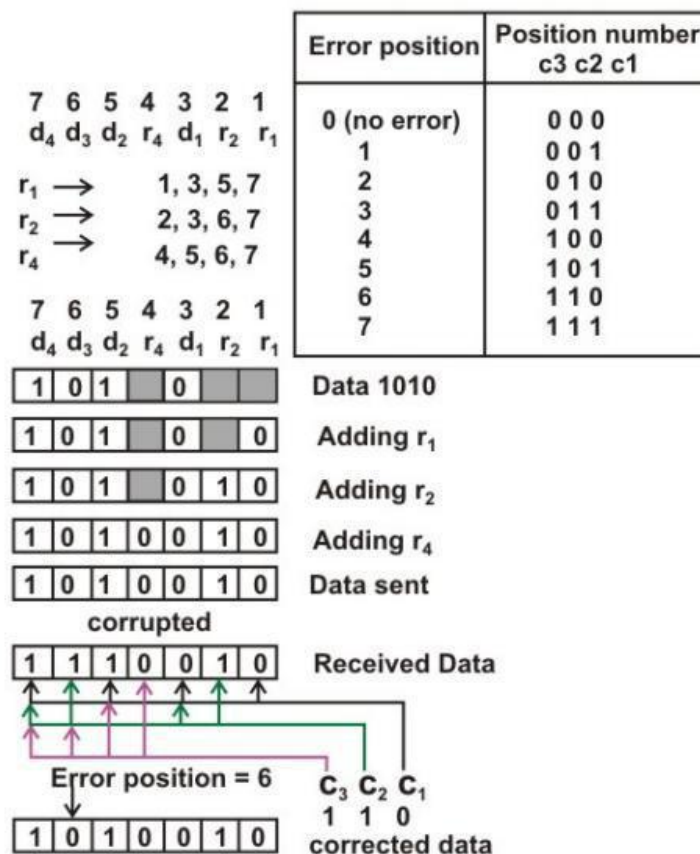 Error position Position number
c3 c2 c1
0 (no error) 0 0 0
1 0 0 1
2 0 1 0
3 0 1 1
4 1 0 0
5 1 0 1
6 1 1 0
7 1 1 1
7 6 5 4 3 2 1
d₄ d₃ d₂ r₄ d₁ r₂ r₁
r₁ → 1, 3, 5, 7
r₂ → 2, 3, 6, 7
r₄ → 4, 5, 6, 7
7 6 5 4 3 2 1
d₄ d₃ d₂ r₄ d₁ r₂ r₁
1 0 1 0 Data 1010
1 0 1 0 0 Adding r₁
1 0 1 0 1 0 Adding r₂
1 0 1 0 0 1 0 Adding r₄
1 0 1 0 0 1 0 Data sent
corrupted
1 1 1 0 0 1 0 Received Data
Error position = 6 C₃ C₂ C₁
1 1 0
1 0 1 0 0 1 0 corrected data